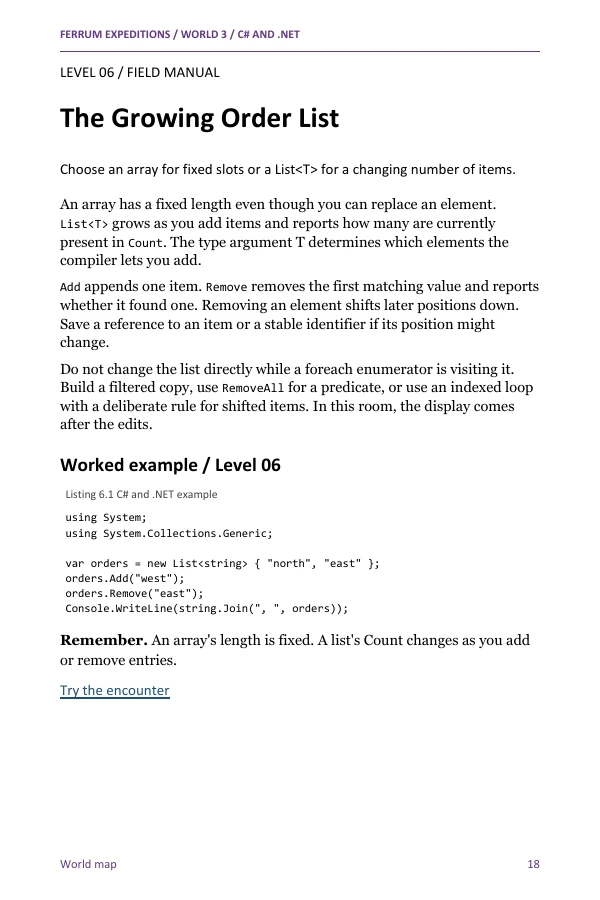 FERRUM EXPEDITIONS / WORLD 3 / C# AND .NET
LEVEL 06 / FIELD MANUAL
The Growing Order List
Choose an array for fixed slots or a List<T> for a changing number of items.
An array has a fixed length even though you can replace an element.
List<T> grows as you add items and reports how many are currently
present in Count. The type argument T determines which elements the
compiler lets you add.
Add appends one item. Remove removes the first matching value and reports
whether it found one. Removing an element shifts later positions down.
Save a reference to an item or a stable identifier if its position might
change.
Do not change the list directly while a foreach enumerator is visiting it.
Build a filtered copy, use RemoveAll for a predicate, or use an indexed loop
with a deliberate rule for shifted items. In this room, the display comes
after the edits.
Worked example / Level 06
Listing 6.1 C# and .NET example
using System;
using System.Collections.Generic;
var orders = new List<string> { "north", "east" };
orders.Add("west");
orders.Remove("east");
Console.WriteLine(string.Join(", ", orders));
Remember. An array's length is fixed. A list's Count changes as you add
or remove entries.
Try the encounter
World map
18